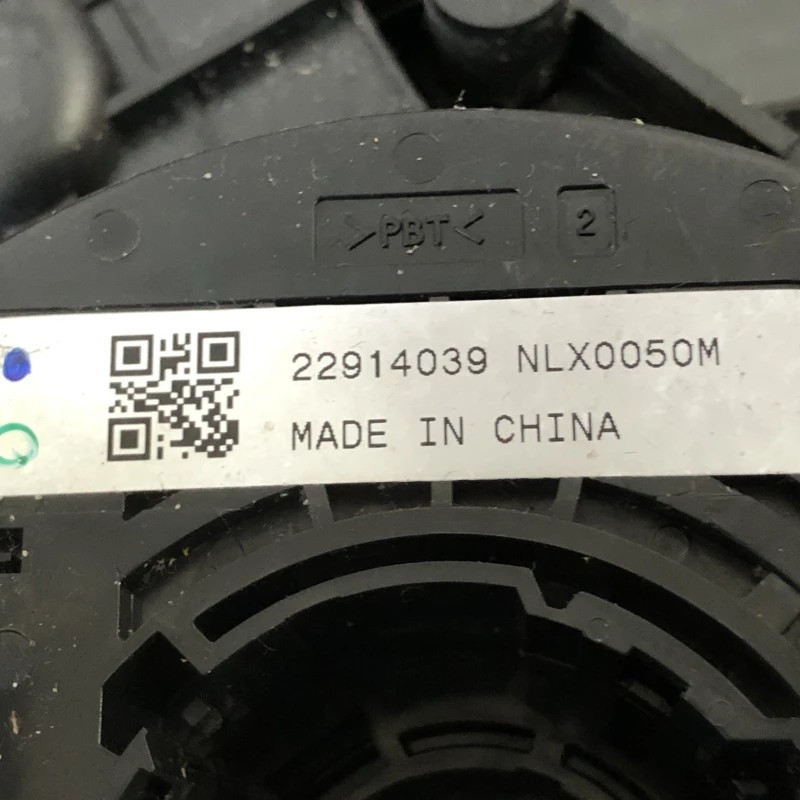 >PBT< 2
22914039 NLX0050M
MADE IN CHINA